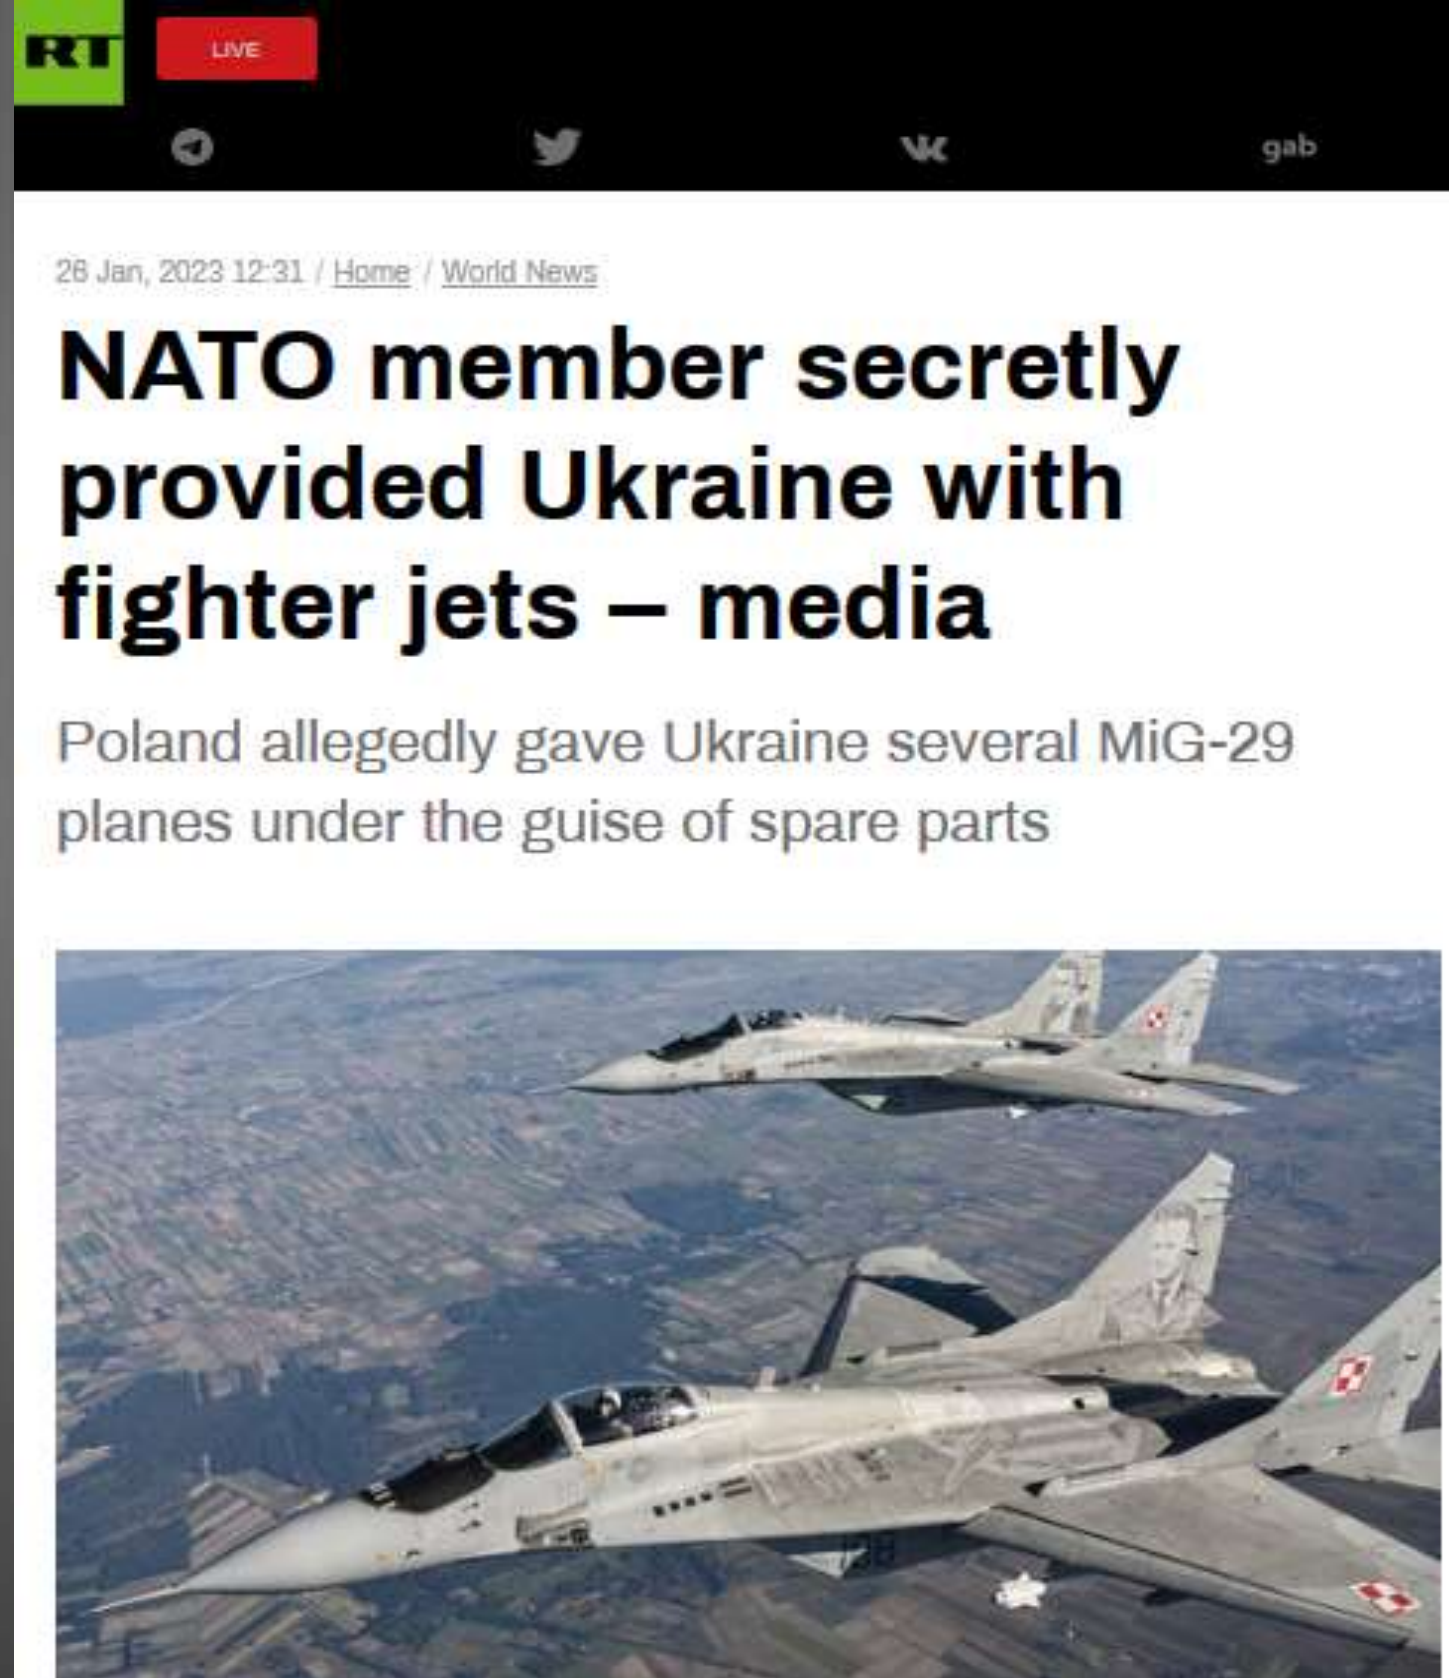 RT
LIVE
gab
26 Jan, 2023 12:31 / Home / World News
NATO member secretly
provided Ukraine with
fighter jets – media
Poland allegedly gave Ukraine several MiG-29
planes under the guise of spare parts